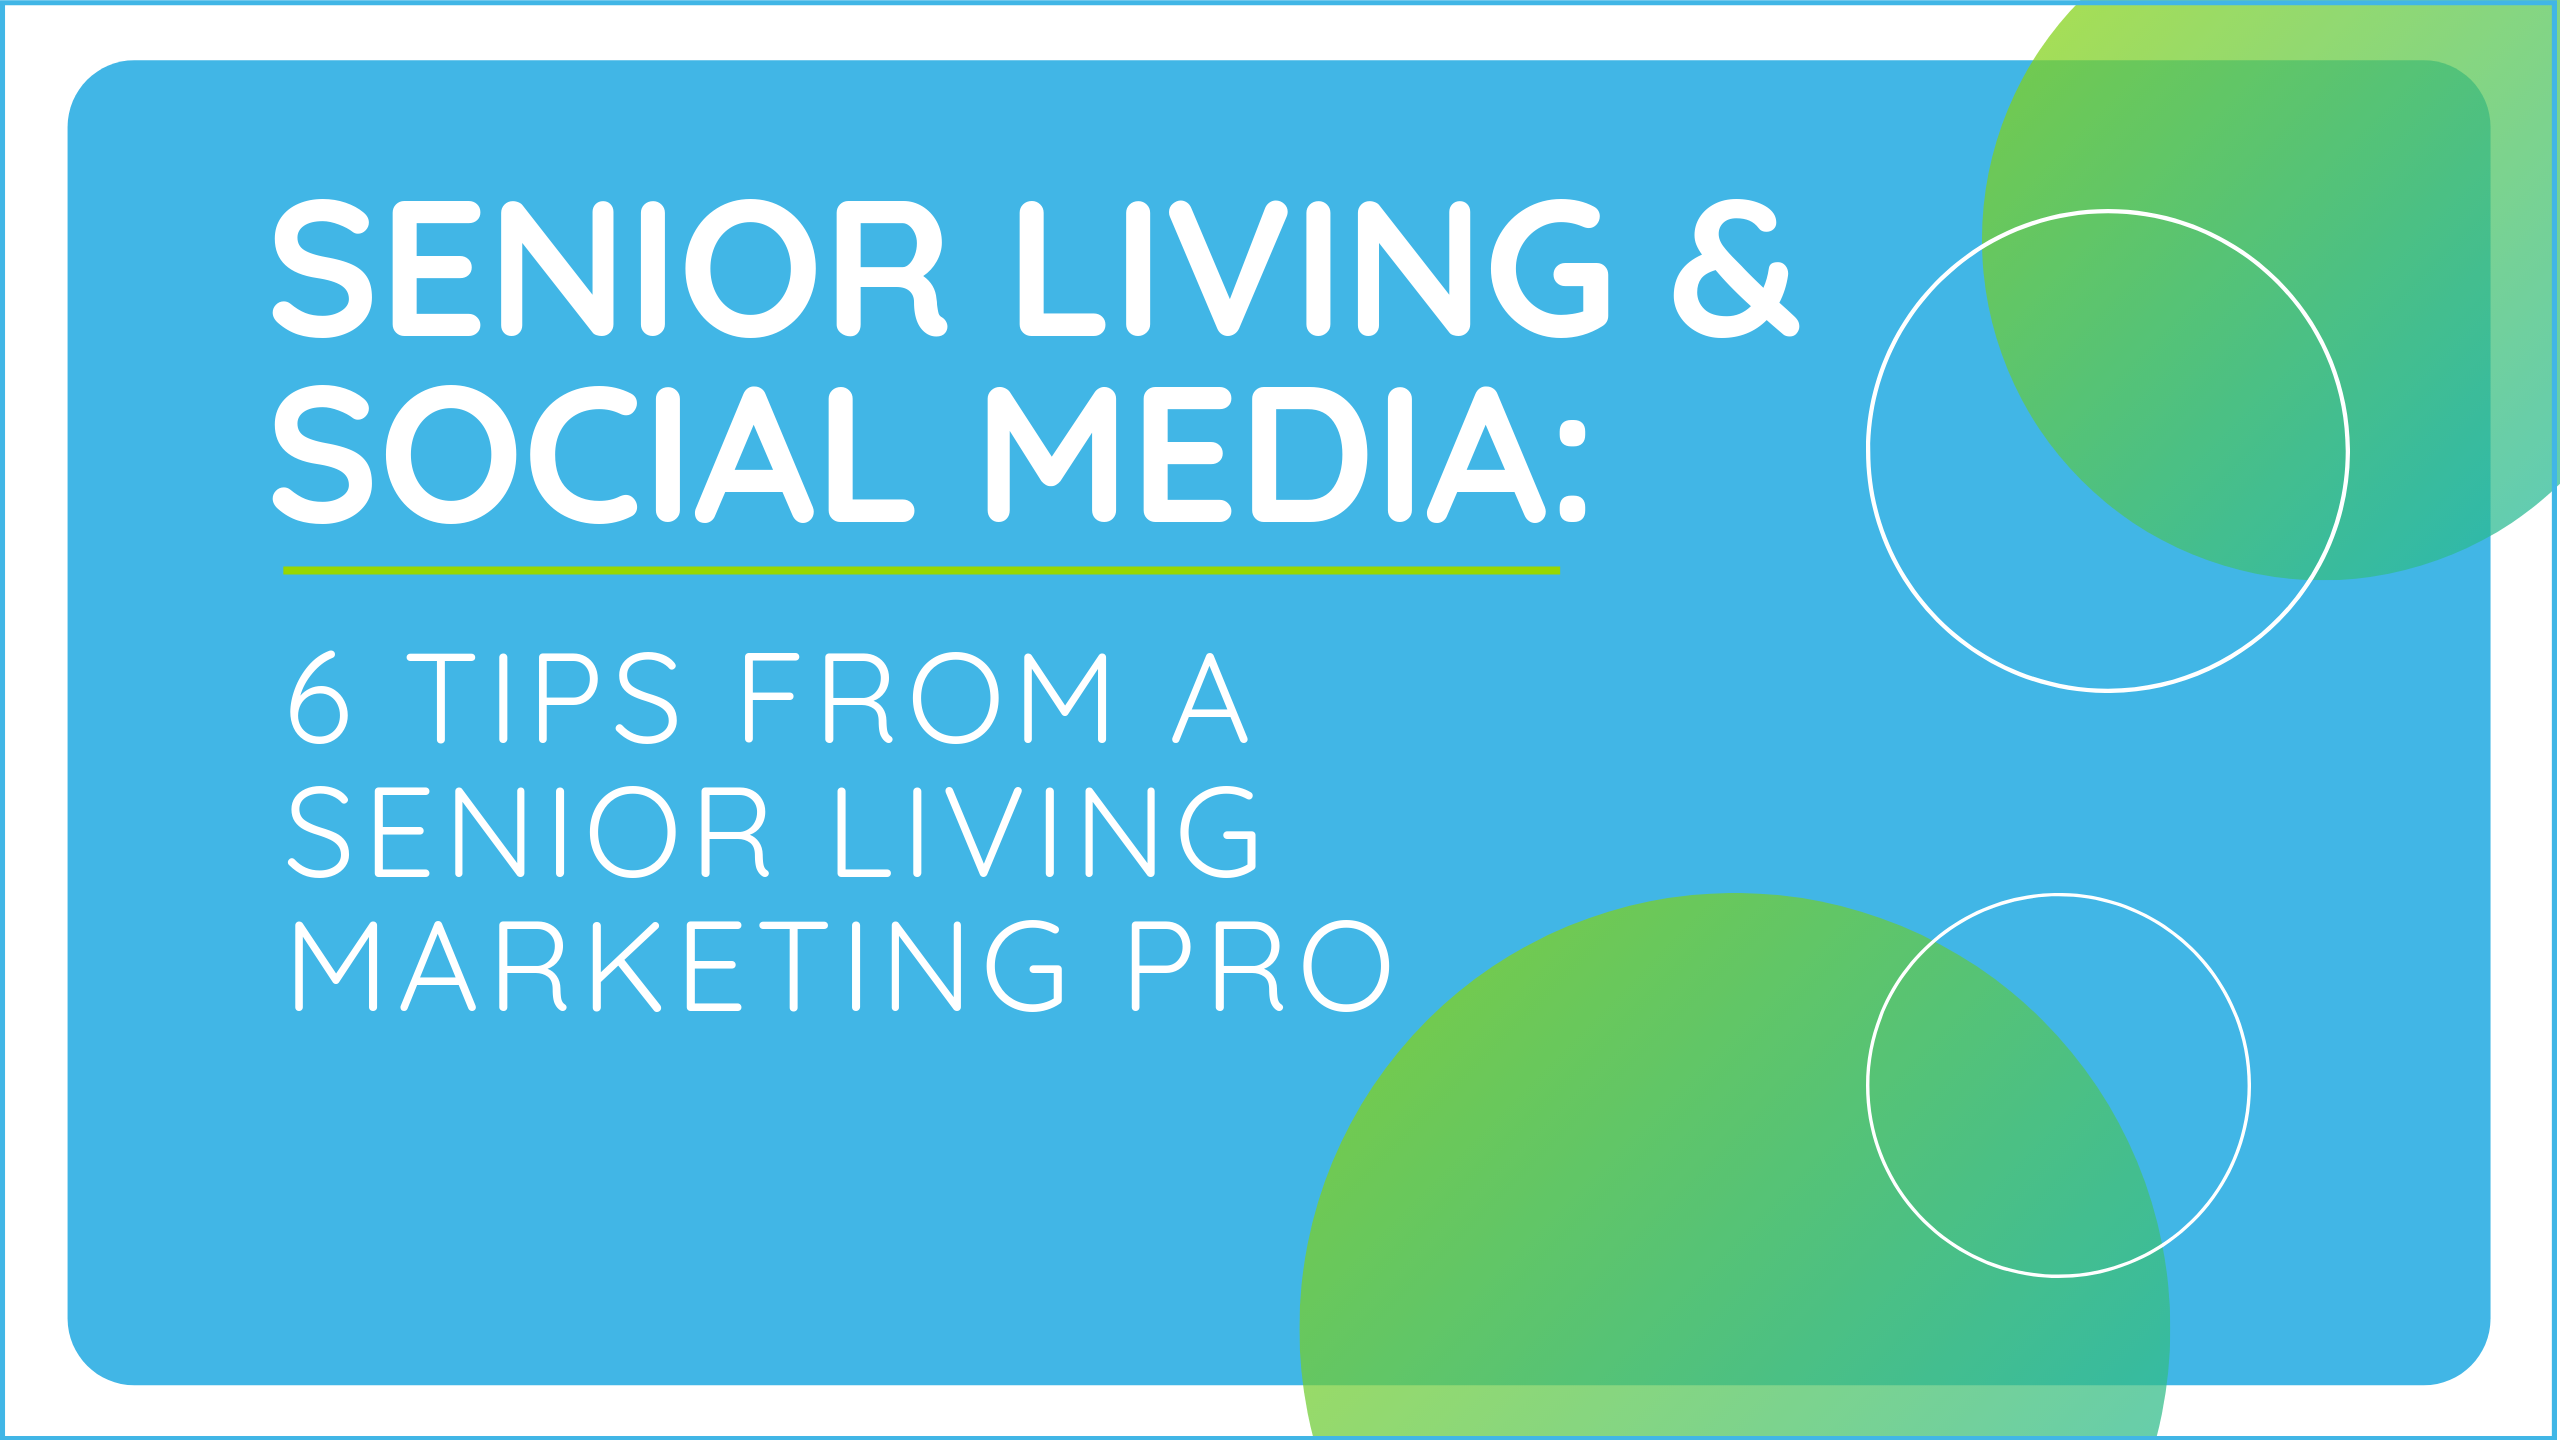 SENIOR LIVING &
SOCIAL MEDIA:
6 TIPS FROM A
SENIOR LIVING
MARKETING PRO